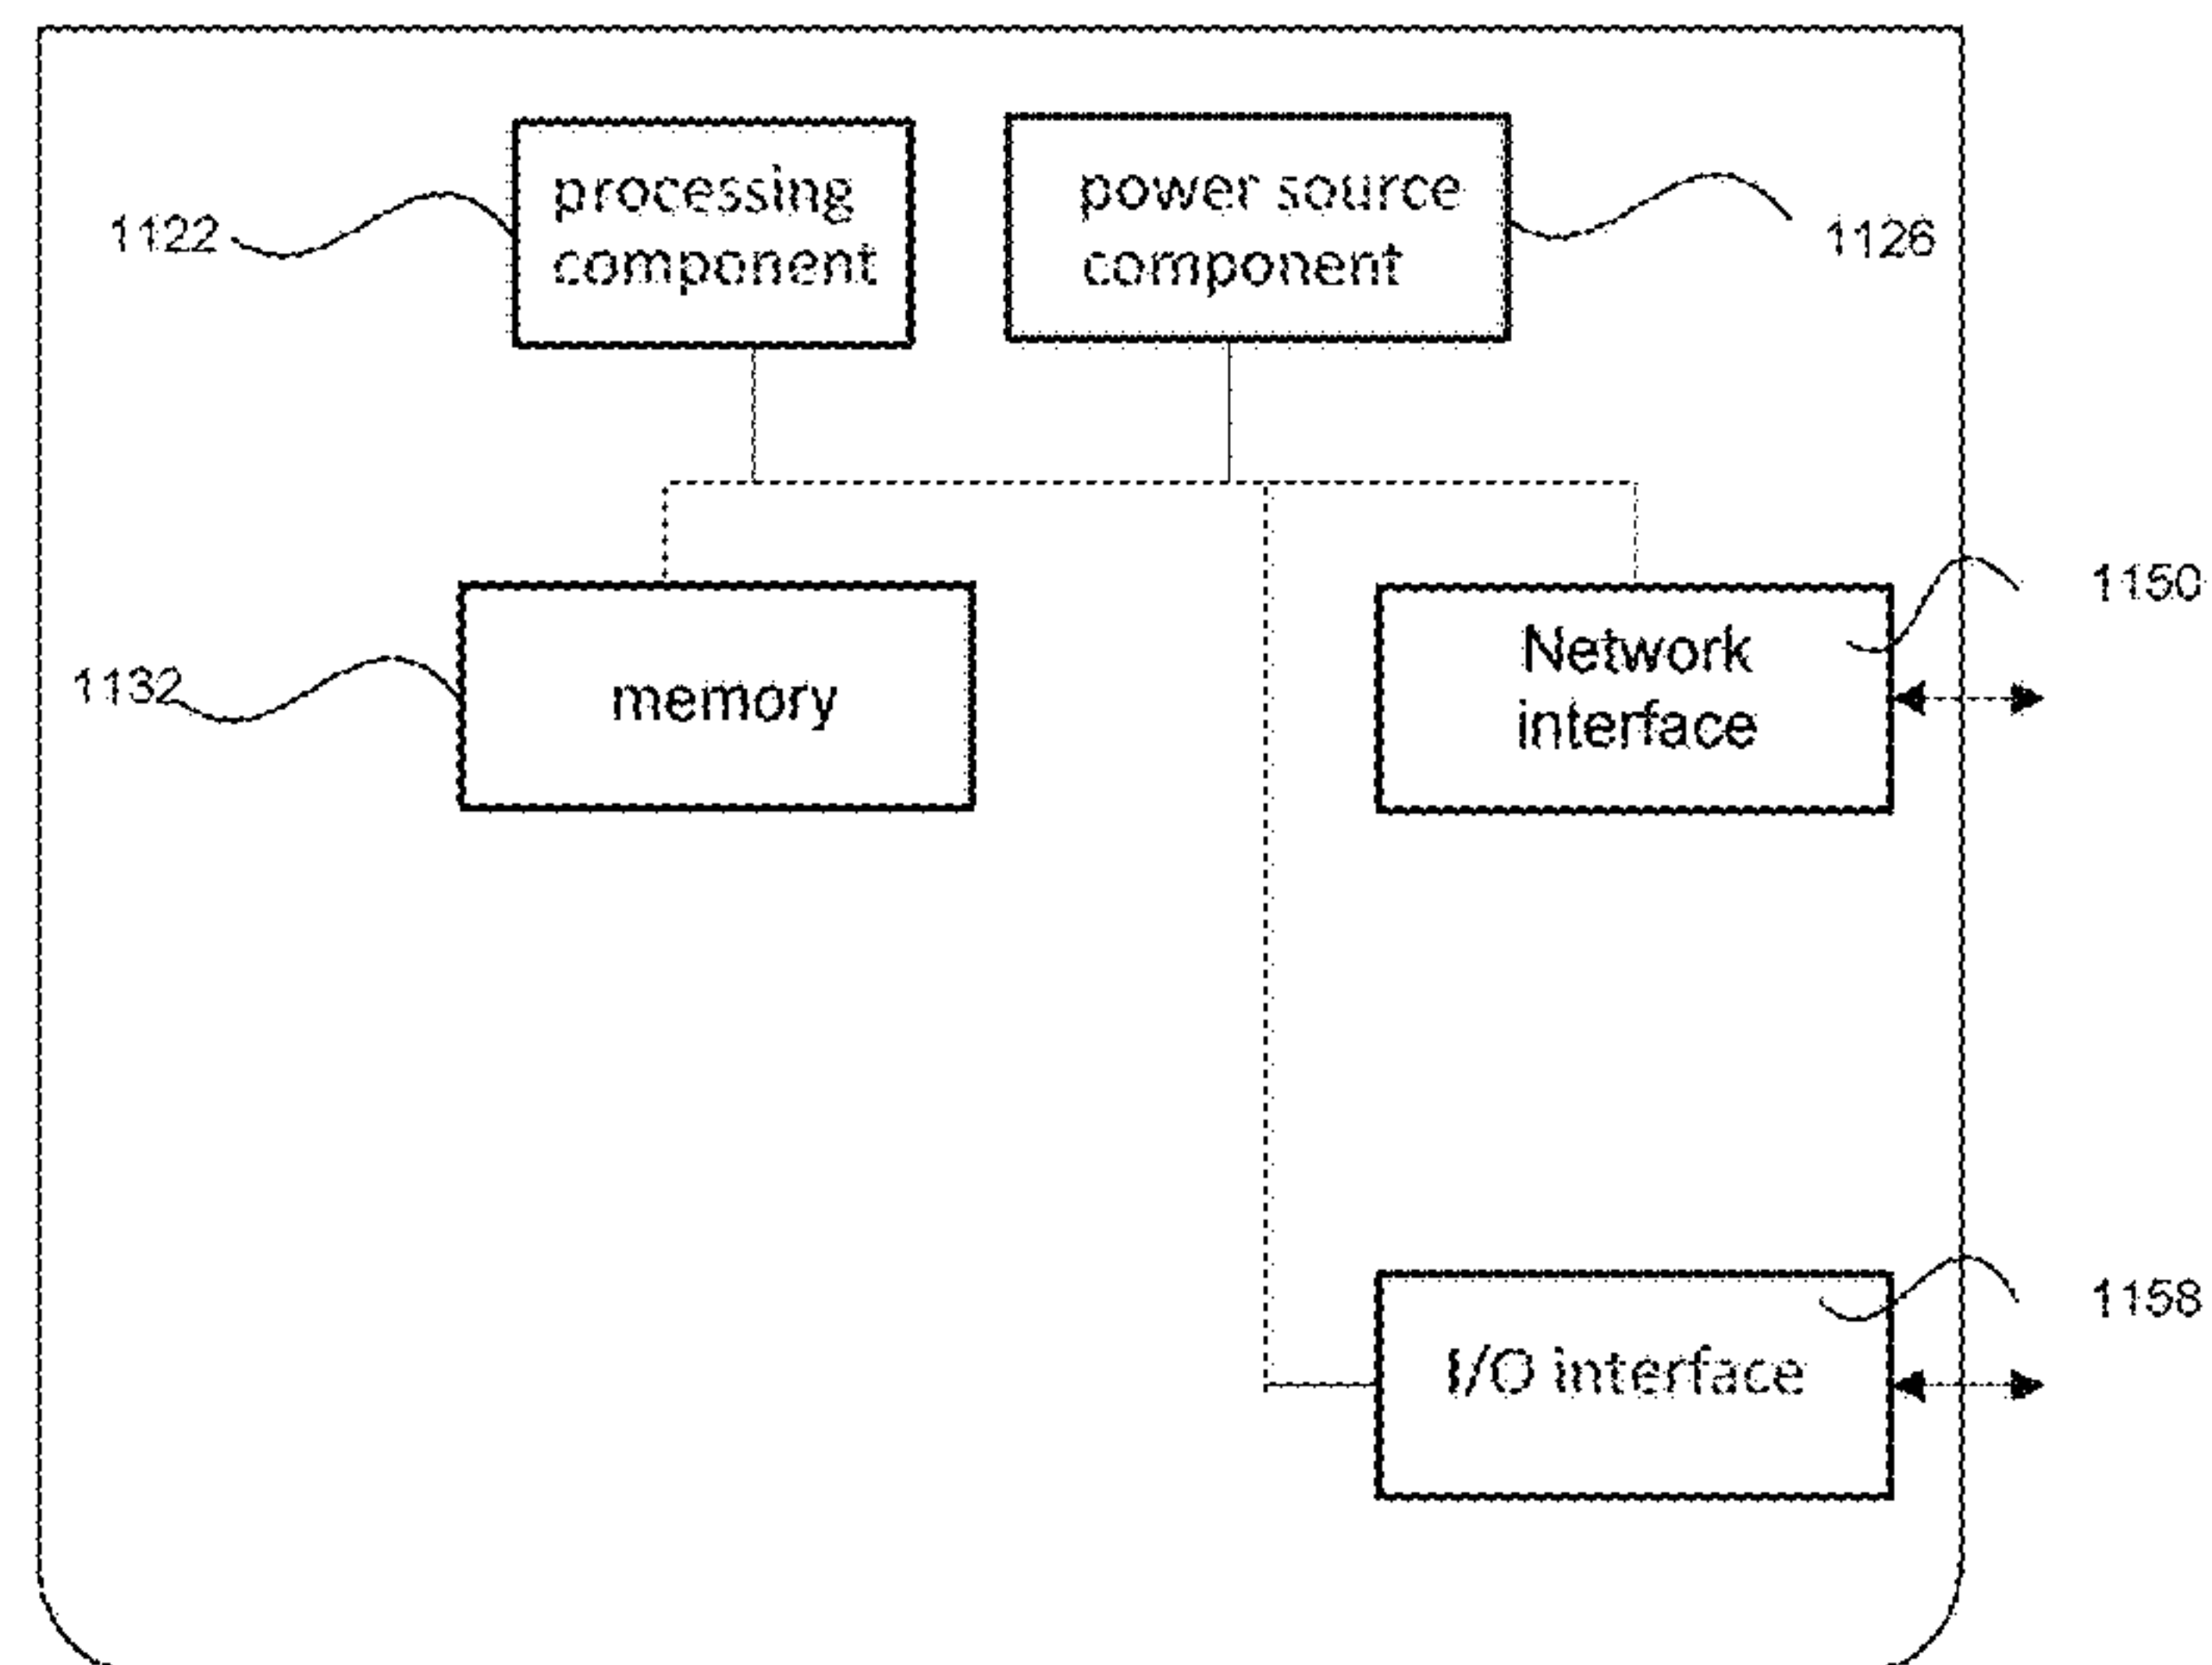 processing
component
power source
component
1122
1126
1150
Network
interface
1132
memory
1158
I/O interface